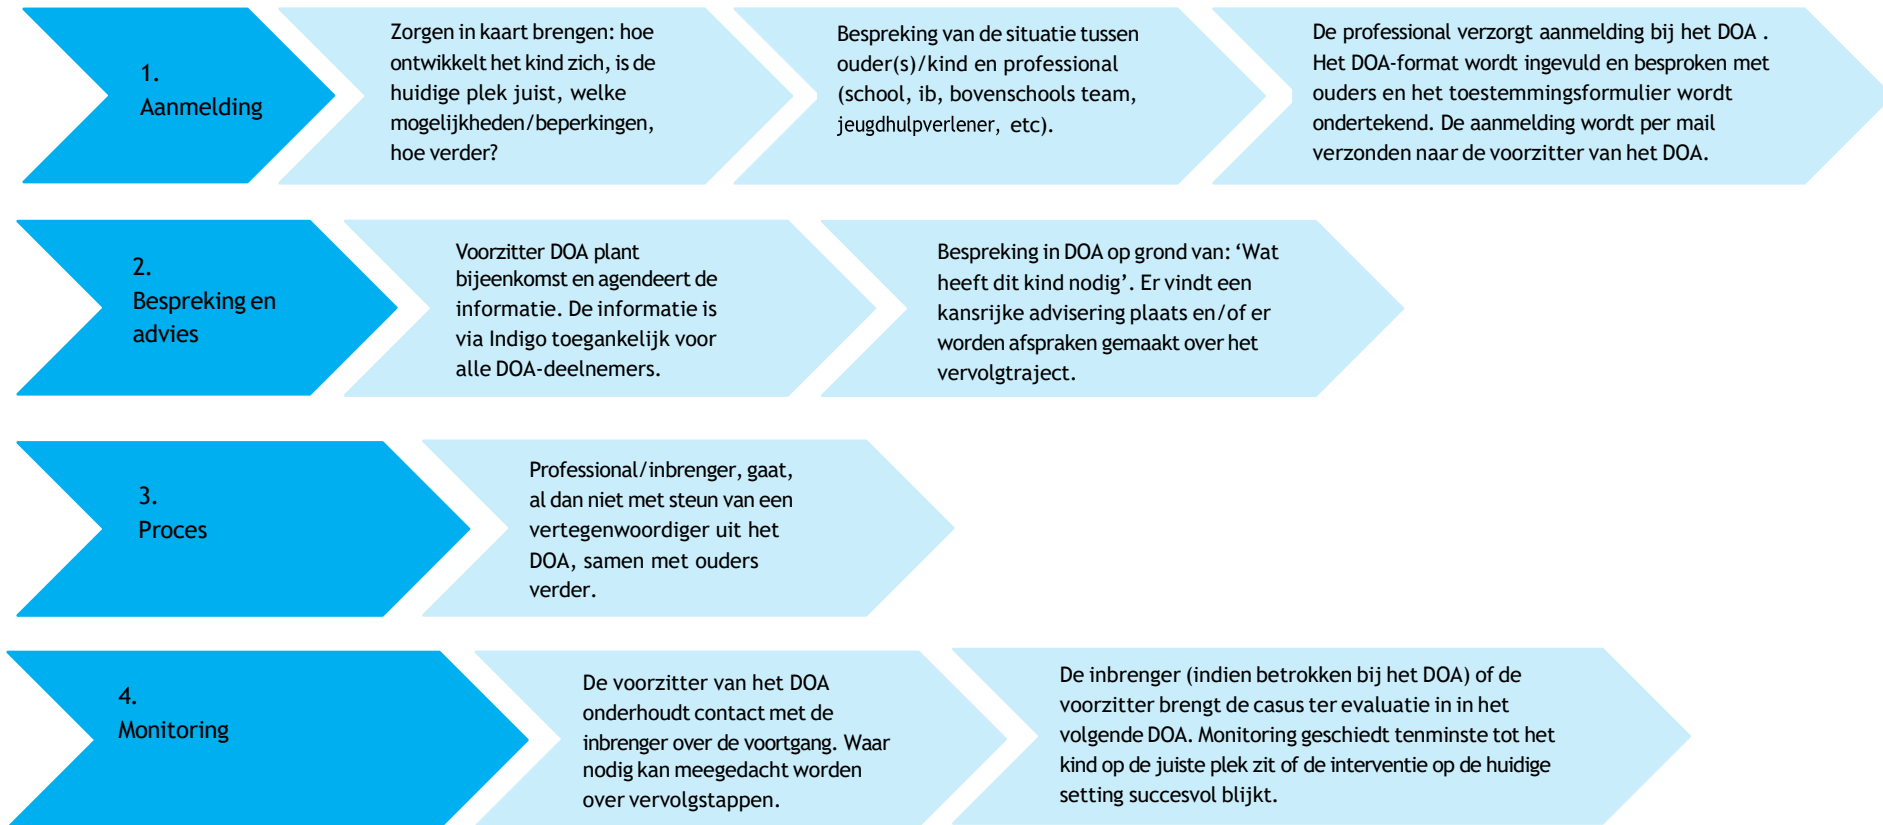 1.
Aanmelding
Zorgen in kaart brengen: hoe
ontwikkelt het kind zich, is de
huidige plek juist, welke
mogelijkheden/beperkingen,
hoe verder?
Bespreking van de situatie tussen
ouder(s)/kind en professional
(school, ib, bovenschools team,
jeugdhulpverlener, etc).
De professional verzorgt aanmelding bij het DOA .
Het DOA-format wordt ingevuld en besproken met
ouders en het toestemmingsformulier wordt
ondertekend. De aanmelding wordt per mail
verzonden naar de voorzitter van het DOA.
2.
Bespreking en
advies
Voorzitter DOA plant
bijeenkomst en agendeert de
informatie. De informatie is
via Indigo toegankelijk voor
alle DOA-deelnemers.
Bespreking in DOA op grond van: ‘Wat
heeft dit kind nodig’. Er vindt een
kansrijke advisering plaats en/of er
worden afspraken gemaakt over het
vervolgtraject.
3.
Proces
Professional/inbrenger, gaat,
al dan niet met steun van een
vertegenwoordiger uit het
DOA, samen met ouders
verder.
4.
Monitoring
De voorzitter van het DOA
onderhoudt contact met de
inbrenger over de voortgang. Waar
nodig kan meegedacht worden
over vervolgstappen.
De inbrenger (indien betrokken bij het DOA) of de
voorzitter brengt de casus ter evaluatie in in het
volgende DOA. Monitoring geschiedt tenminste tot het
kind op de juiste plek zit of de interventie op de huidige
setting succesvol blijkt.